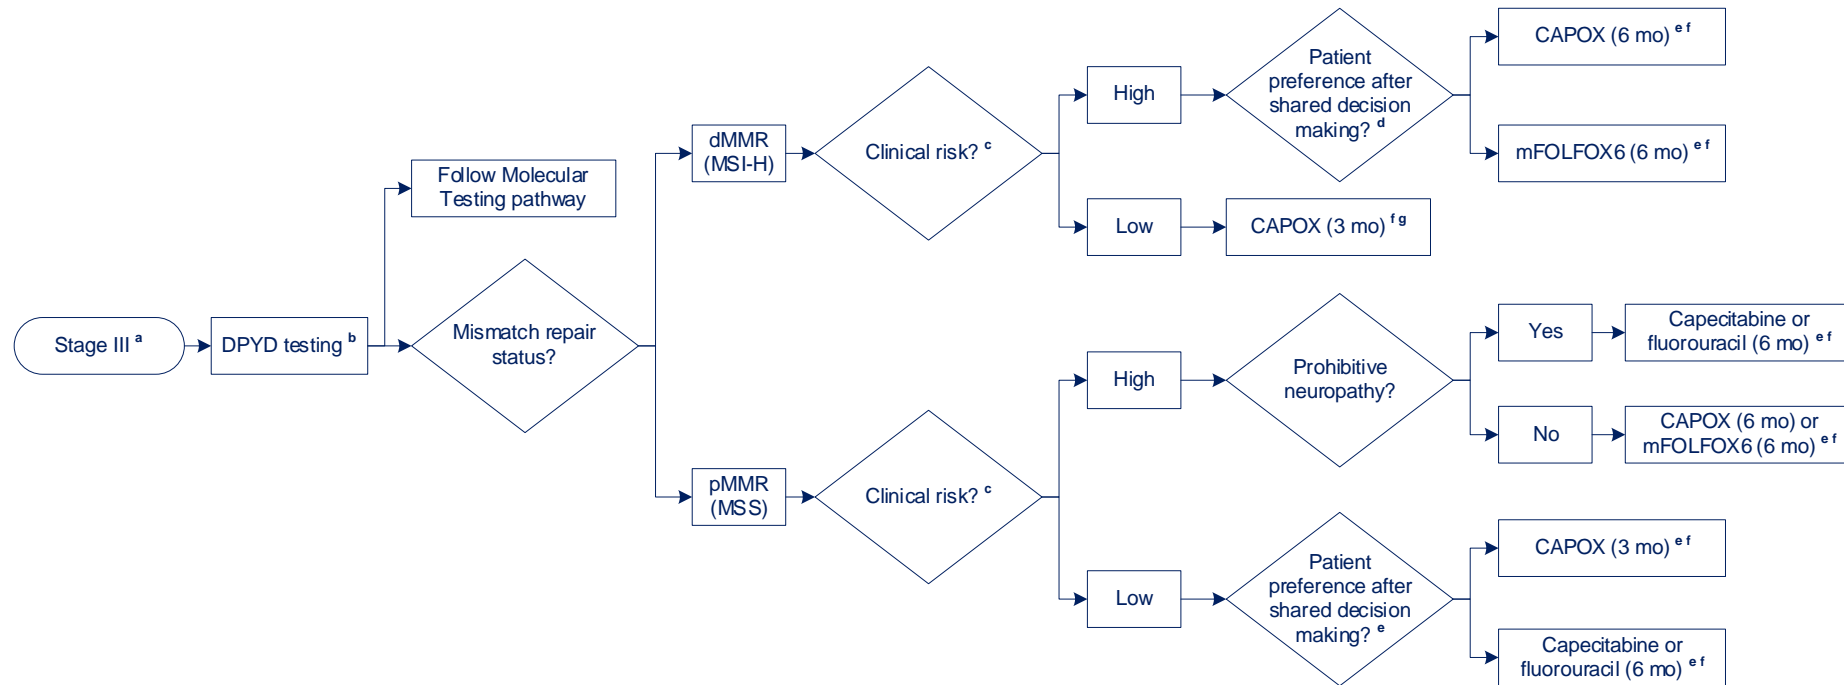 Stage III a
DPYD testing b
Follow Molecular
Testing pathway
Mismatch repair
status?
dMMR
(MSI-H)
Clinical risk? c
High
Patient
preference after
shared decision
making? d
CAPOX (6 mo) e f
mFOLFOX6 (6 mo) e f
Low
CAPOX (3 mo) f g
pMMR
(MSS)
Clinical risk? c
High
Prohibitive
neuropathy?
Yes
Capecitabine or
fluorouracil (6 mo) e f
No
CAPOX (6 mo) or
mFOLFOX6 (6 mo) e f
Low
Patient
preference after
shared decision
making? e
CAPOX (3 mo) e f
Capecitabine or
fluorouracil (6 mo) e f